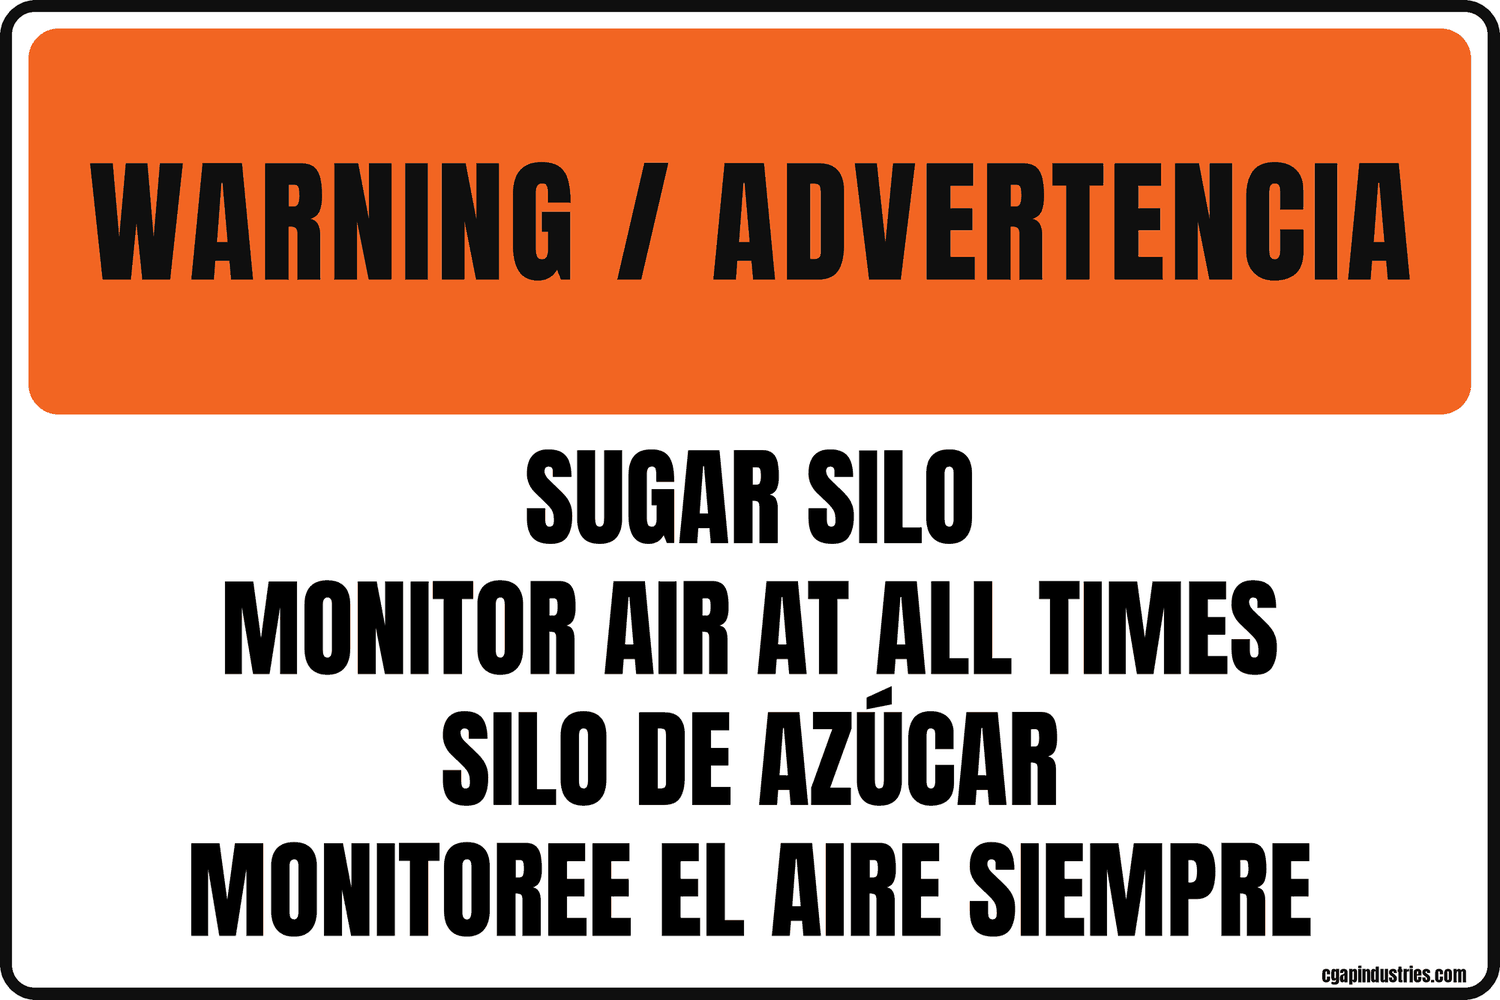 WARNING / ADVERTENCIA
SUGAR SILO
MONITOR AIR AT ALL TIMES
SILO DE AZÚCAR
MONITOREE EL AIRE SIEMPRE
cgapindustries.com